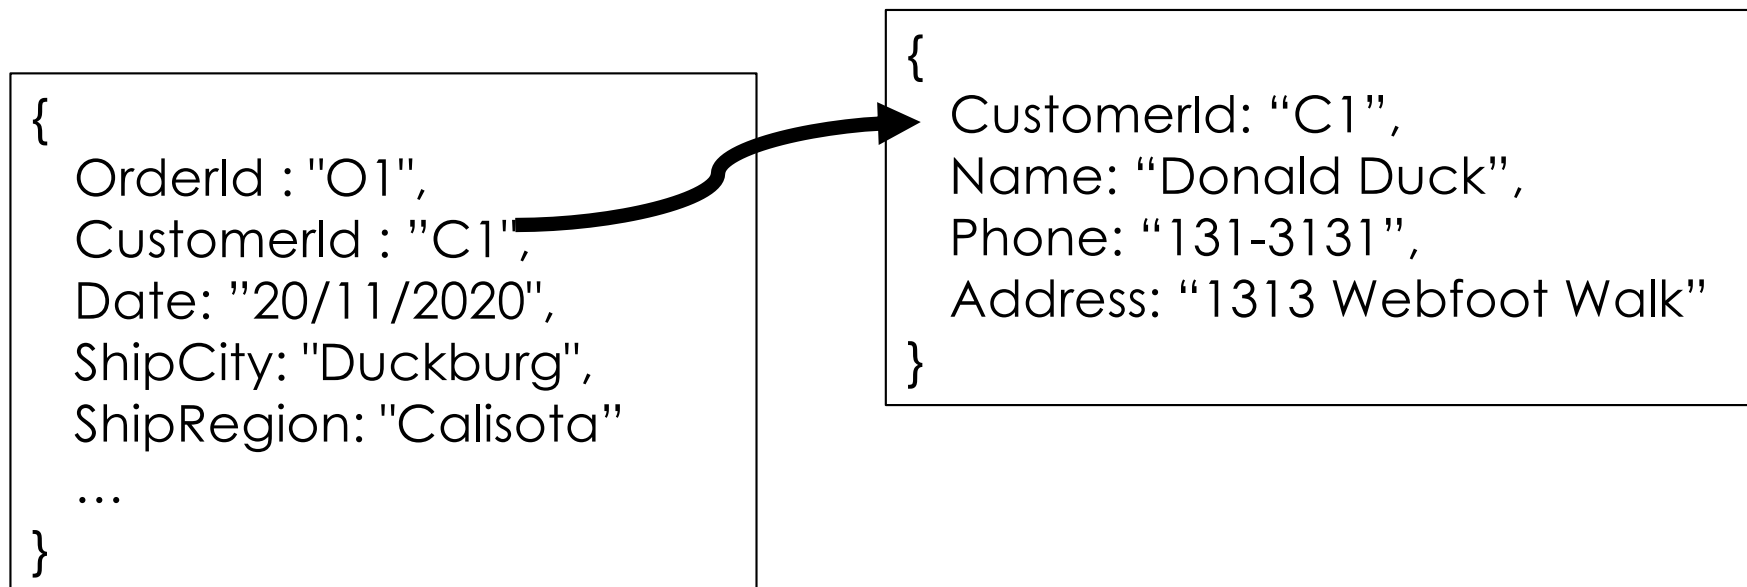 {
OrderId : "O1",
CustomerId : ”C1",
Date: ”20/11/2020",
ShipCity: "Duckburg",
ShipRegion: "Calisota”
…
}
{
CustomerId: “C1”,
Name: “Donald Duck”,
Phone: “131-3131”,
Address: “1313 Webfoot Walk”
}